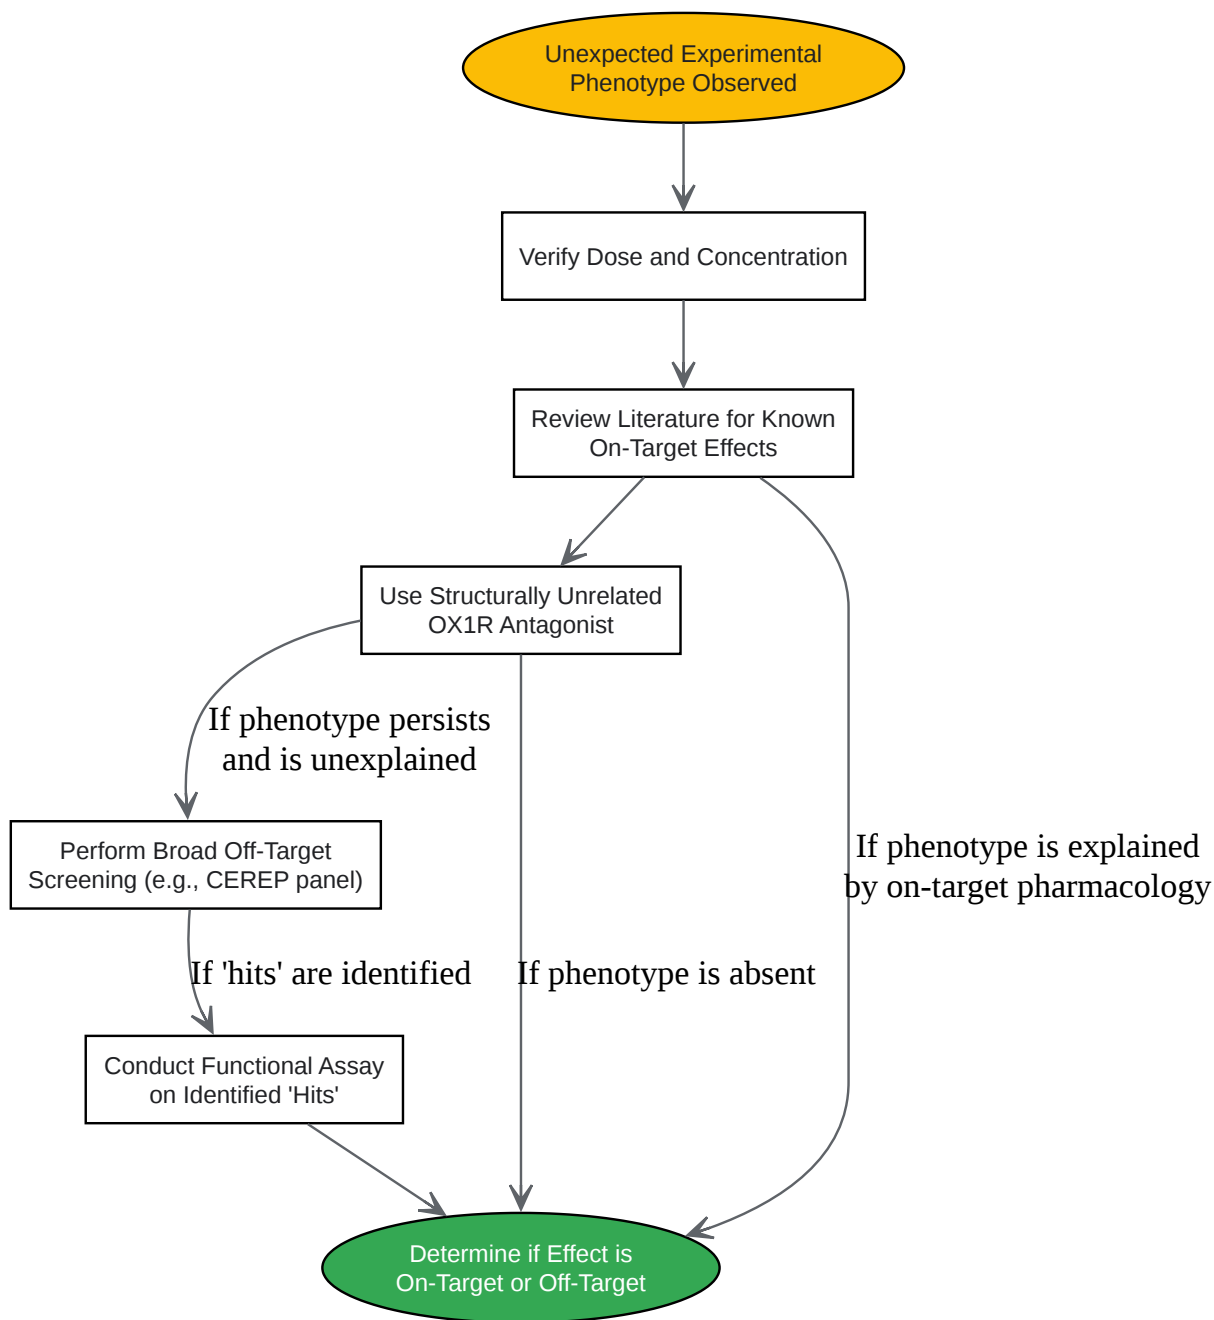 Unexpected Experimental
Phenotype Observed
Verify Dose and Concentration
Review Literature for Known
On-Target Effects
Use Structurally Unrelated
OX1R Antagonist
If phenotype persists
and is unexplained
Perform Broad Off-Target
Screening (e.g., CEREP panel)
If phenotype is explained
by on-target pharmacology
If 'hits' are identified
If phenotype is absent
Conduct Functional Assay
on Identified 'Hits'
Determine if Effect is
On-Target or Off-Target